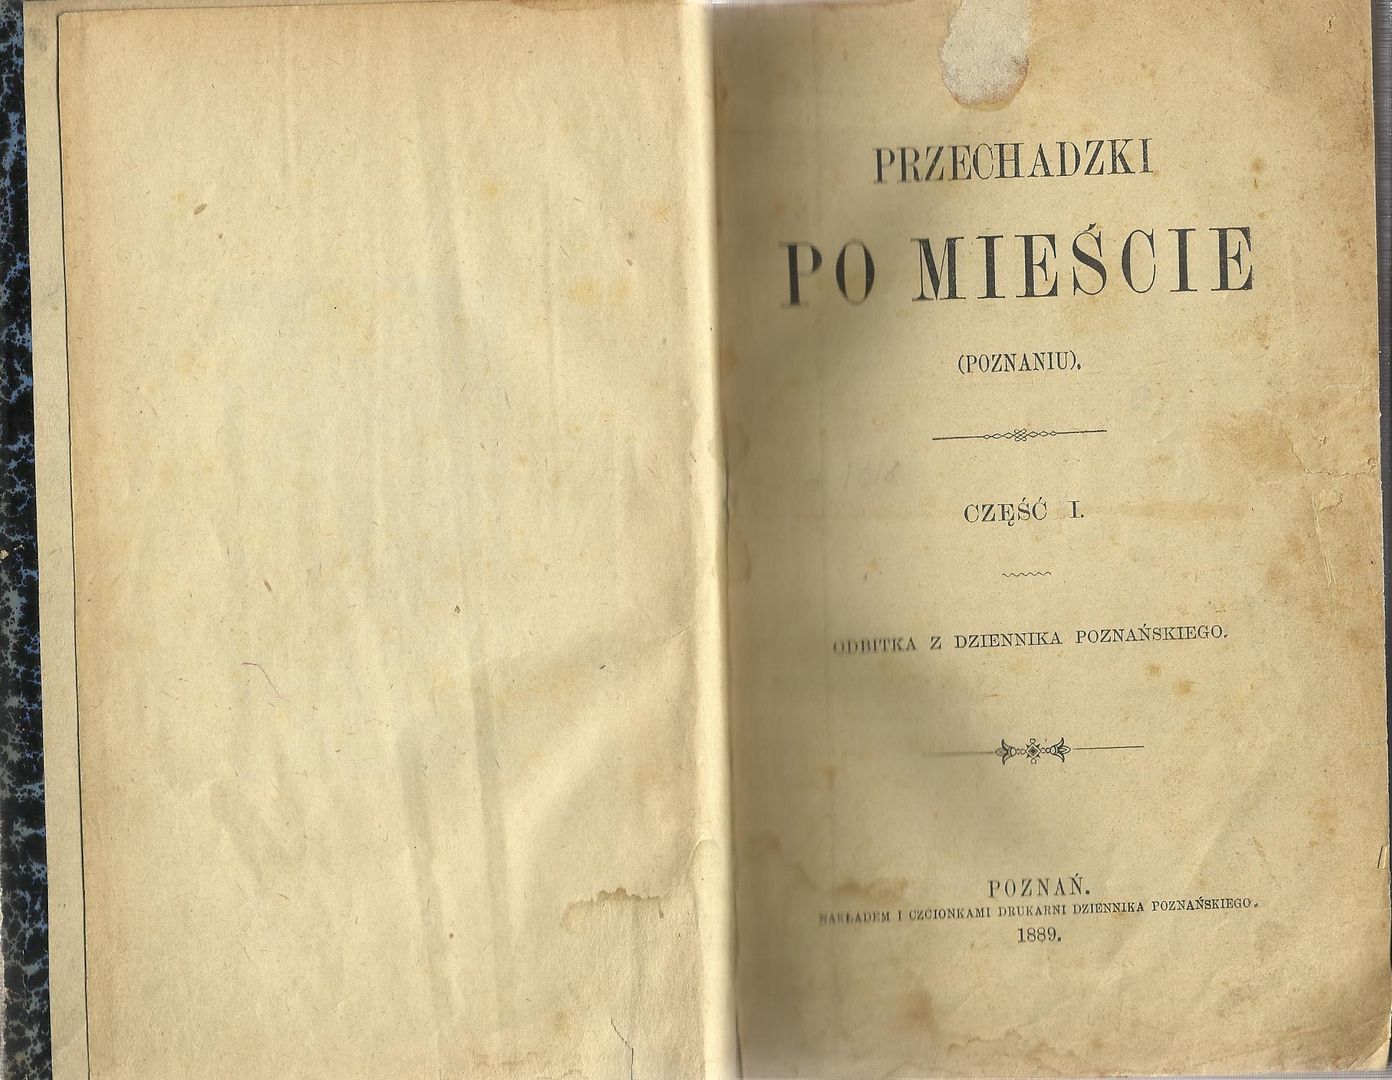 PRZECHADZKI
PO MIEŚCIE
(POZNANIU).
CZĘŚĆ I.
ODBITKA Z DZIENNIKA POZNAŃSKIEGO.
POZNAŃ.
NAKŁADEM I CZCIONKAMI DRUKARNI DZIENNIKA POZNAŃSKIEGO.
1889.